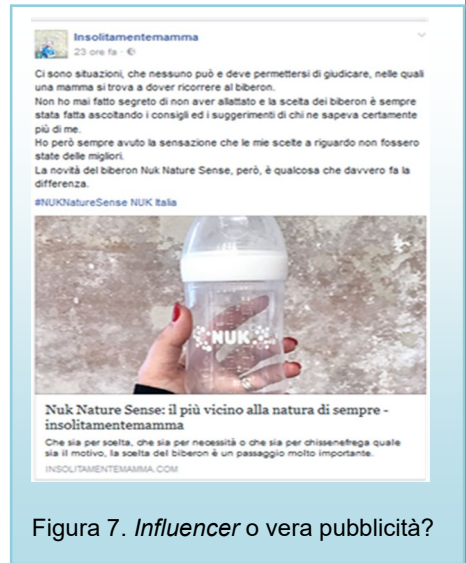 Insolitamentemamma
23 ore fa ·
Ci sono situazioni, che nessuno può e deve permettersi di giudicare, nelle quali
una mamma si trova a dover ricorrere al biberon.
Non ho mai fatto segreto di non aver allattato e la scelta dei biberon è sempre
stata fatta ascoltando i consigli ed i suggerimenti di chi ne sapeva certamente
più di me.
Ho però sempre avuto la sensazione che le mie scelte a riguardo non fossero
state delle migliori.
La novità del biberon Nuk Nature Sense, però, è qualcosa che davvero fa la
differenza.
#NUKNatureSense NUK Italia
NUK
Nuk Nature Sense: il più vicino alla natura di sempre -
insolitamentemamma
Che sia per scelta, che sia per necessità o che sia per chissenefrega quale
sia il motivo, la scelta del biberon è un passaggio molto importante.
INSOLITAMENTEMAMMA.COM
Figura 7. Influencer o vera pubblicità?